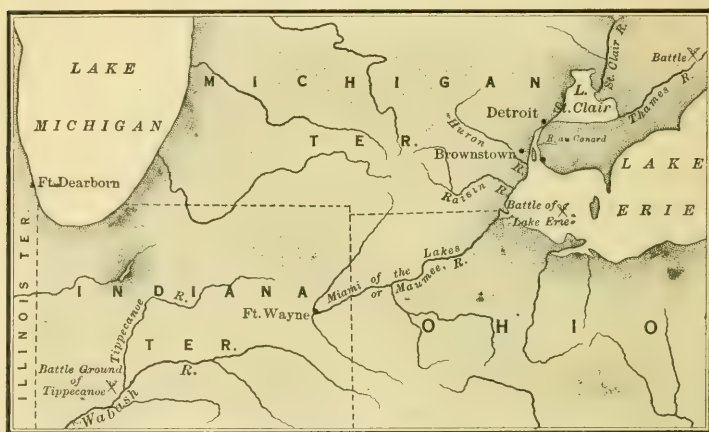 LAKE
MICHIGAN
MICHIGAN
TER.
Ft. Dearborn
ILLINOIS TER.
INDIANA
TER.
Tippecanoe R.
Battle Ground
of
Tippecanoe
Wabash R.
Ft. Wayne
Miami of the Lakes
or Maumee, R.
OHIO
Huron R.
Raisin R.
Brownstown
Detroit
R. au Conard
L.
St. Clair
St. Clair R.
Battle
Thames R.
LAKE
ERIE
Battle of
Lake Erie